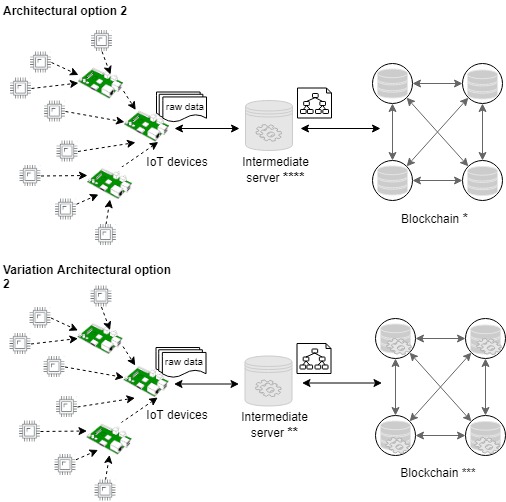 Architectural option 2
raw data
IoT devices
Intermediate
server ****
Blockchain *
Variation Architectural option
2
raw data
IoT devices
Intermediate
server **
Blockchain ***